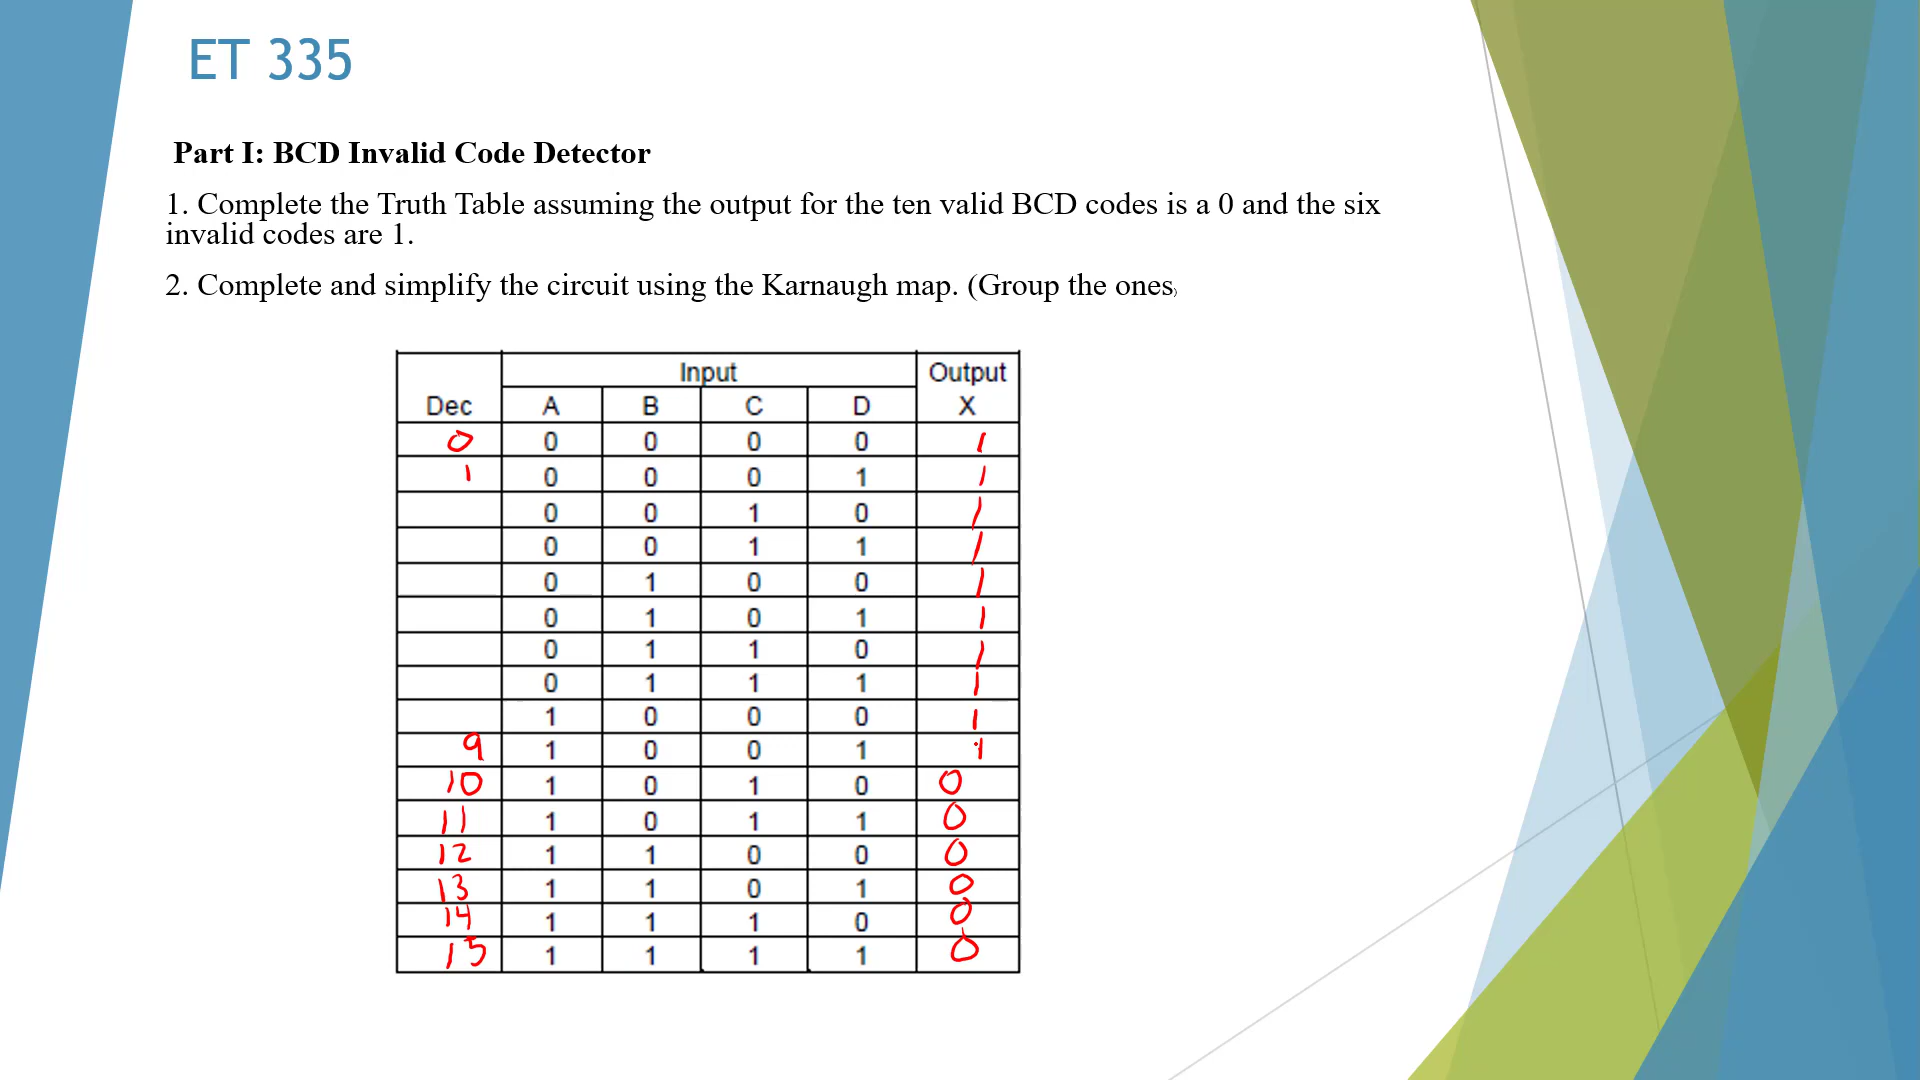 ET 335
Part I: BCD Invalid Code Detector
1. Complete the Truth Table assuming the output for the ten valid BCD codes is a 0 and the six
invalid codes are 1.
2. Complete and simplify the circuit using the Karnaugh map. (Group the ones)
Input Output
Dec A B C D X
0 0 0 0 0 1
1 0 0 0 1 1
0 0 1 0 1
0 0 1 1 1
0 1 0 0 1
0 1 0 1 1
0 1 1 0 1
0 1 1 1 1
1 0 0 0 1
9 1 0 0 1 1
10 1 0 1 0 0
11 1 0 1 1 0
12 1 1 0 0 0
13 1 1 0 1 0
14 1 1 1 0 0
15 1 1 1 1 0